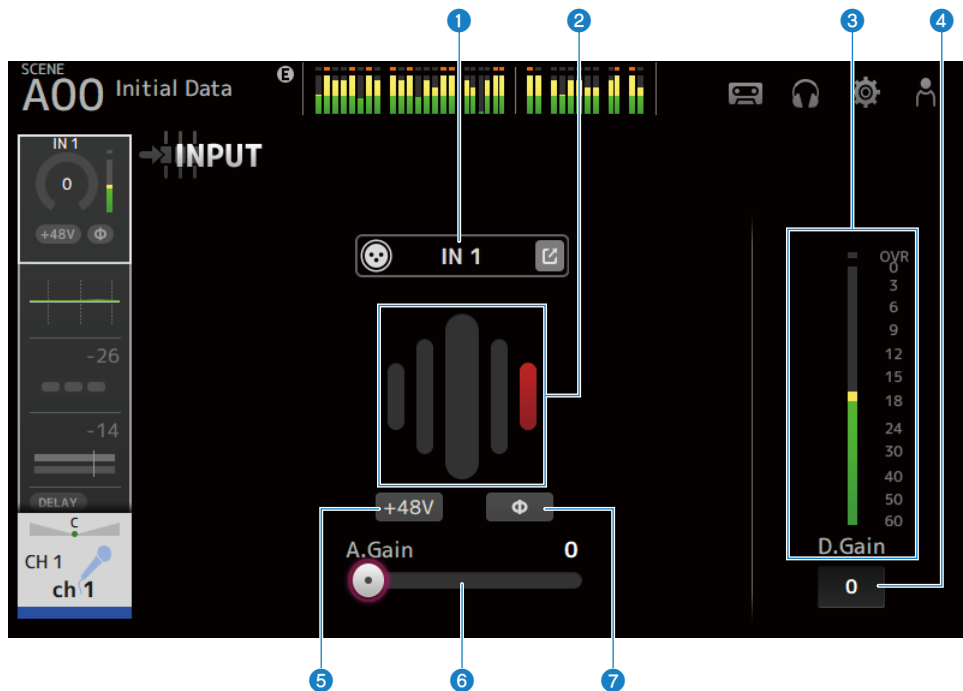 1 2 3 4
SCENE
A00 Initial Data E
IN 1
0
+48V Φ
INPUT
IN 1
OVR
0
3
6
9
12
15
18
24
30
40
50
60
-26
-14
DELAY
C
CH 1
ch 1
+48V Φ
A.Gain 0
D.Gain
0
5 6 7